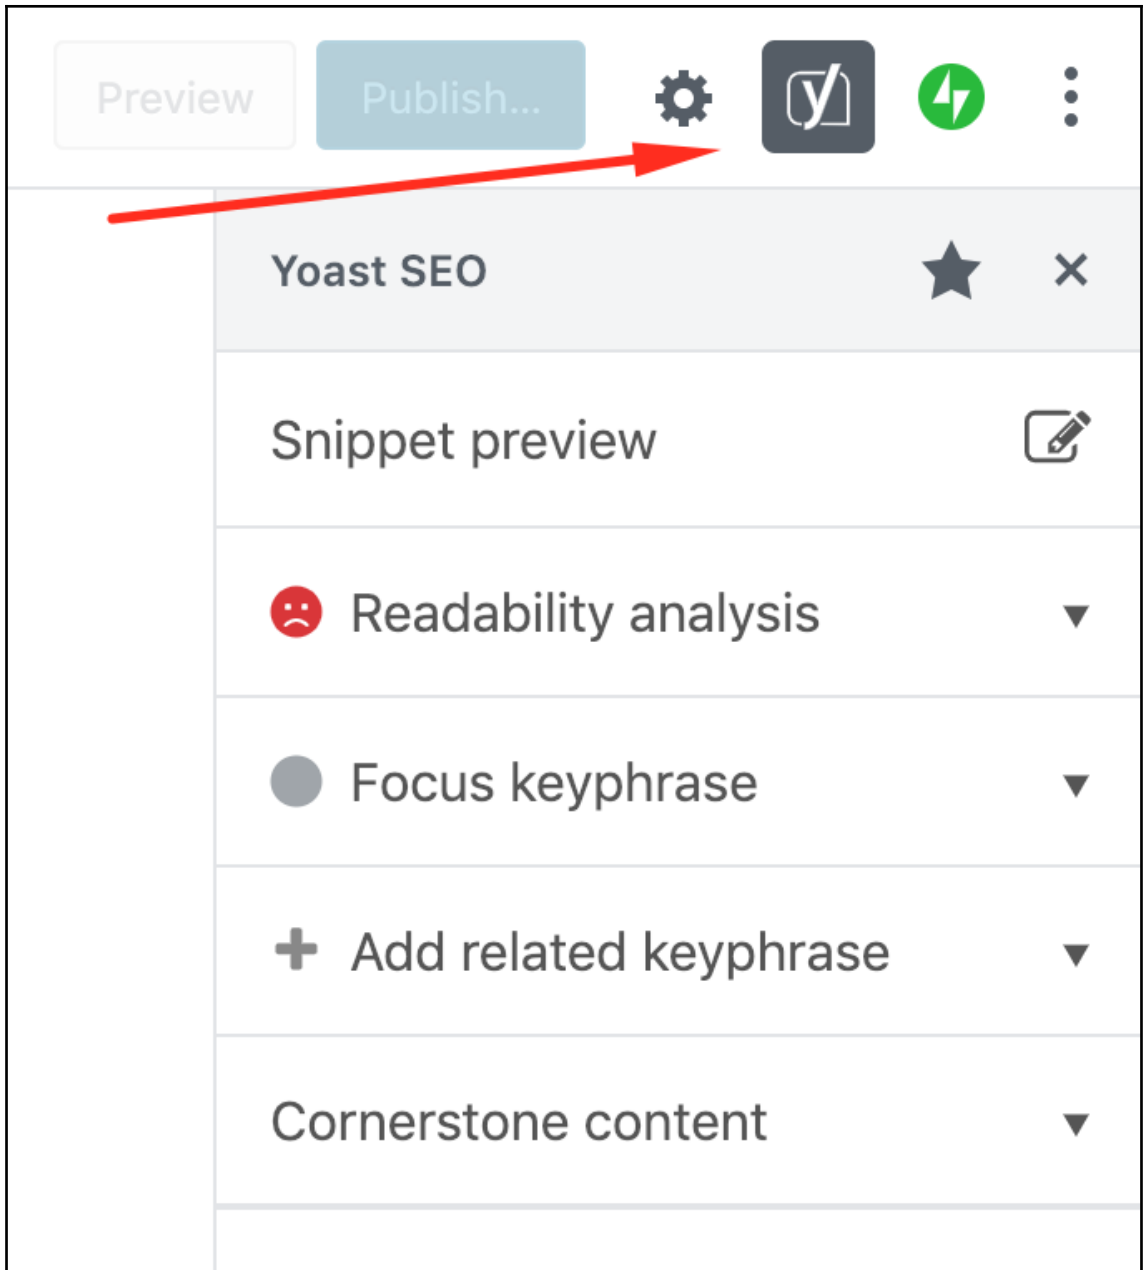 Preview Publish...
y
Yoast SEO
Snippet preview
Readability analysis
Focus keyphrase
Add related keyphrase
Cornerstone content